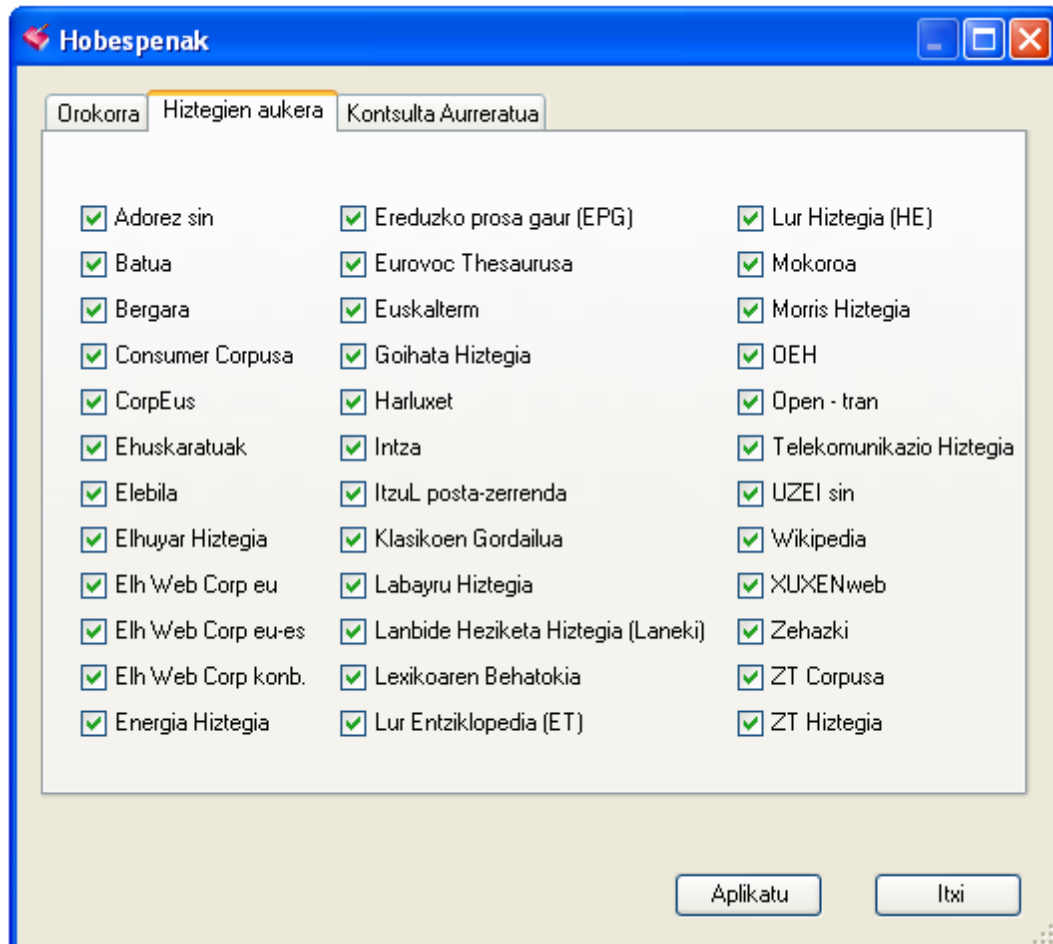 Hobespenak
Orokorra
Hiztegien aukera
Kontsulta Aurreratua
Adorez sin
Batua
Bergara
Consumer Corpusa
CorpEus
Ehuskaratuak
Elebila
Elhuyar Hiztegia
Elh Web Corp eu
Elh Web Corp eu-es
Elh Web Corp konb.
Energia Hiztegia
Ereduzko prosa gaur (EPG)
Eurovoc Thesaurusa
Euskalterm
Goihata Hiztegia
Harluxet
Intza
ItzuL posta-zerrenda
Klasikoen Gordailua
Labayru Hiztegia
Lanbide Heziketa Hiztegia (Laneki)
Lexikoaren Behatokia
Lur Entziklopedia (ET)
Lur Hiztegia (HE)
Mokoroa
Morris Hiztegia
OEH
Open - tran
Telekomunikazio Hiztegia
UZEI sin
Wikipedia
XUXENweb
Zehazki
ZT Corpusa
ZT Hiztegia
Aplikatu
Itxi